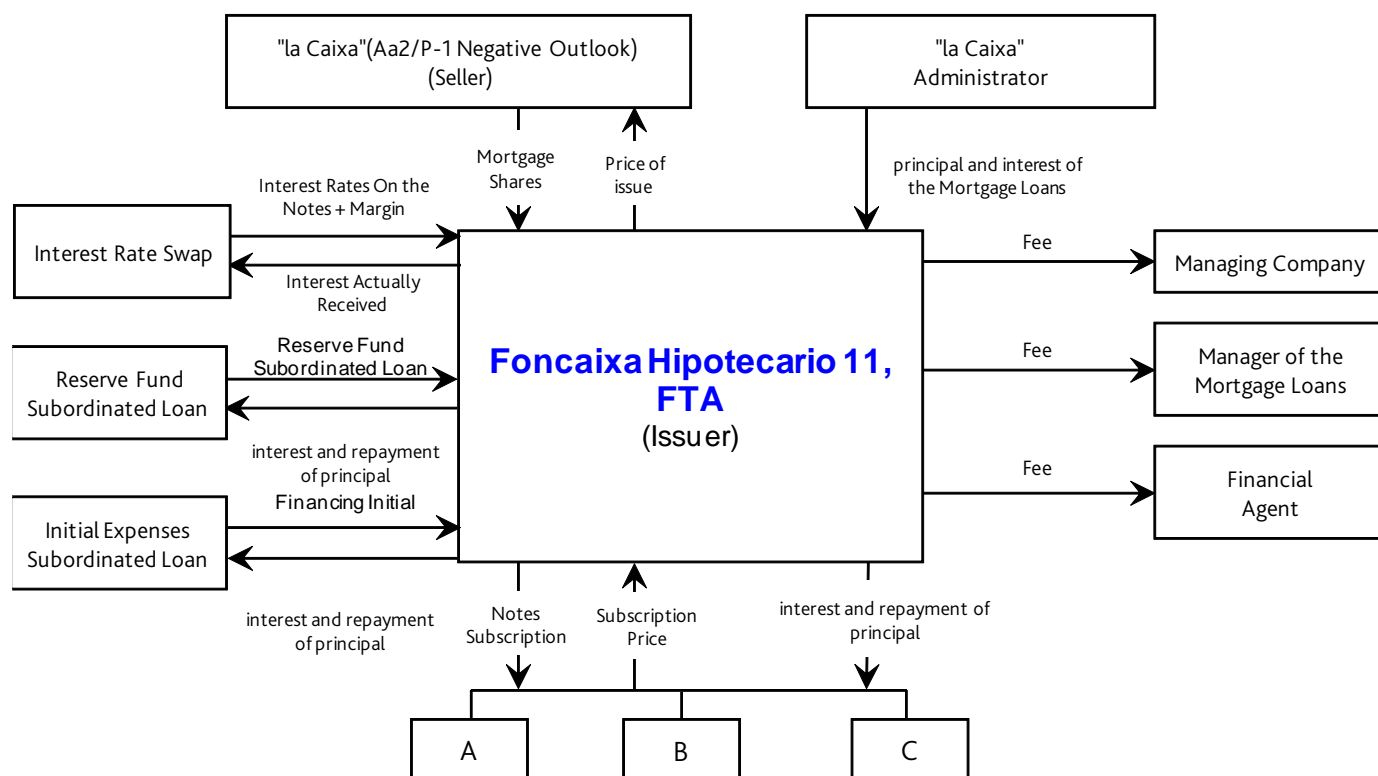 "la Caixa"(Aa2/P-1 Negative Outlook)
(Seller)
"la Caixa"
Administrator
Mortgage
Shares
Price of
issue
principal and interest of
the Mortgage Loans
Interest Rates On the
Notes + Margin
Interest Rate Swap
Interest Actually
Received
Fee
Managing Company
Reserve Fund
Subordinated Loan
Reserve Fund
Subordinated Loan
Foncaixa Hipotecario 11,
FTA
(Issuer)
Fee
Manager of the
Mortgage Loans
interest and repayment
of principal
Financing Initial
Initial Expenses
Subordinated Loan
Fee
Financial
Agent
interest and repayment
of principal
Notes
Subscription
Subscription
Price
interest and repayment of
principal
A
B
C